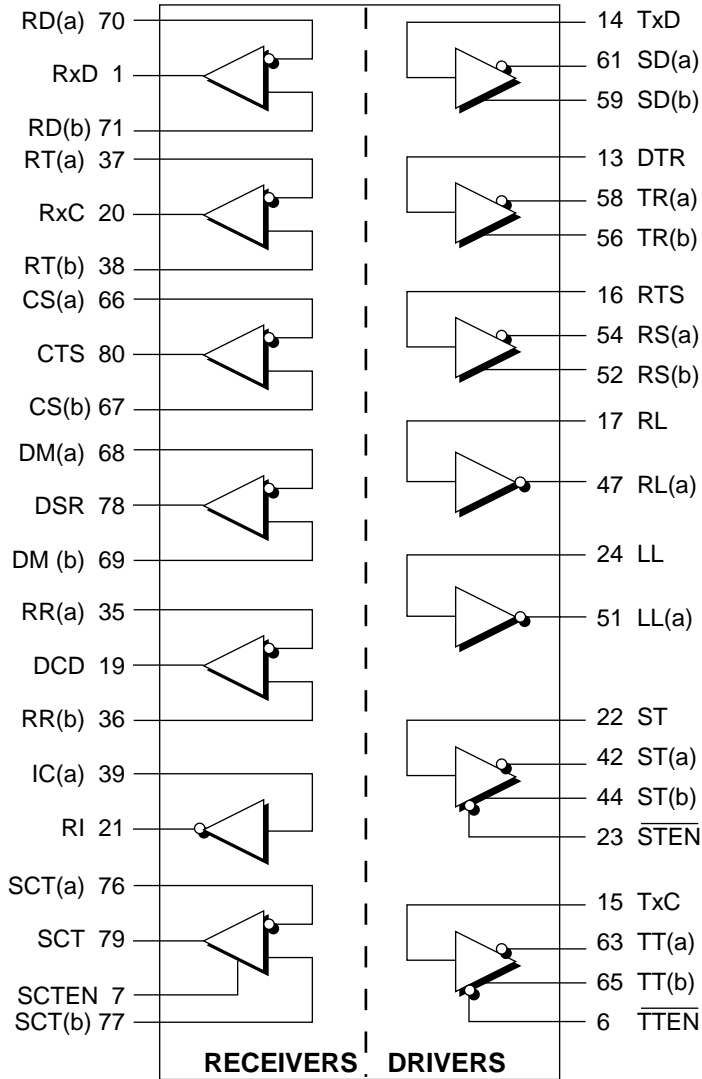 RD(a) 70
RxD 1
RD(b) 71
RT(a) 37
RxC 20
RT(b) 38
CS(a) 66
CTS 80
CS(b) 67
DM(a) 68
DSR 78
DM (b) 69
RR(a) 35
DCD 19
RR(b) 36
IC(a) 39
RI 21
SCT(a) 76
SCT 79
SCTEN 7
SCT(b) 77
RECEIVERS
14 TxD
61 SD(a)
59 SD(b)
13 DTR
58 TR(a)
56 TR(b)
16 RTS
54 RS(a)
52 RS(b)
17 RL
47 RL(a)
24 LL
51 LL(a)
22 ST
42 ST(a)
44 ST(b)
23 S̅T̅E̅N̅
15 TxC
63 TT(a)
65 TT(b)
6 T̅T̅E̅N̅
DRIVERS